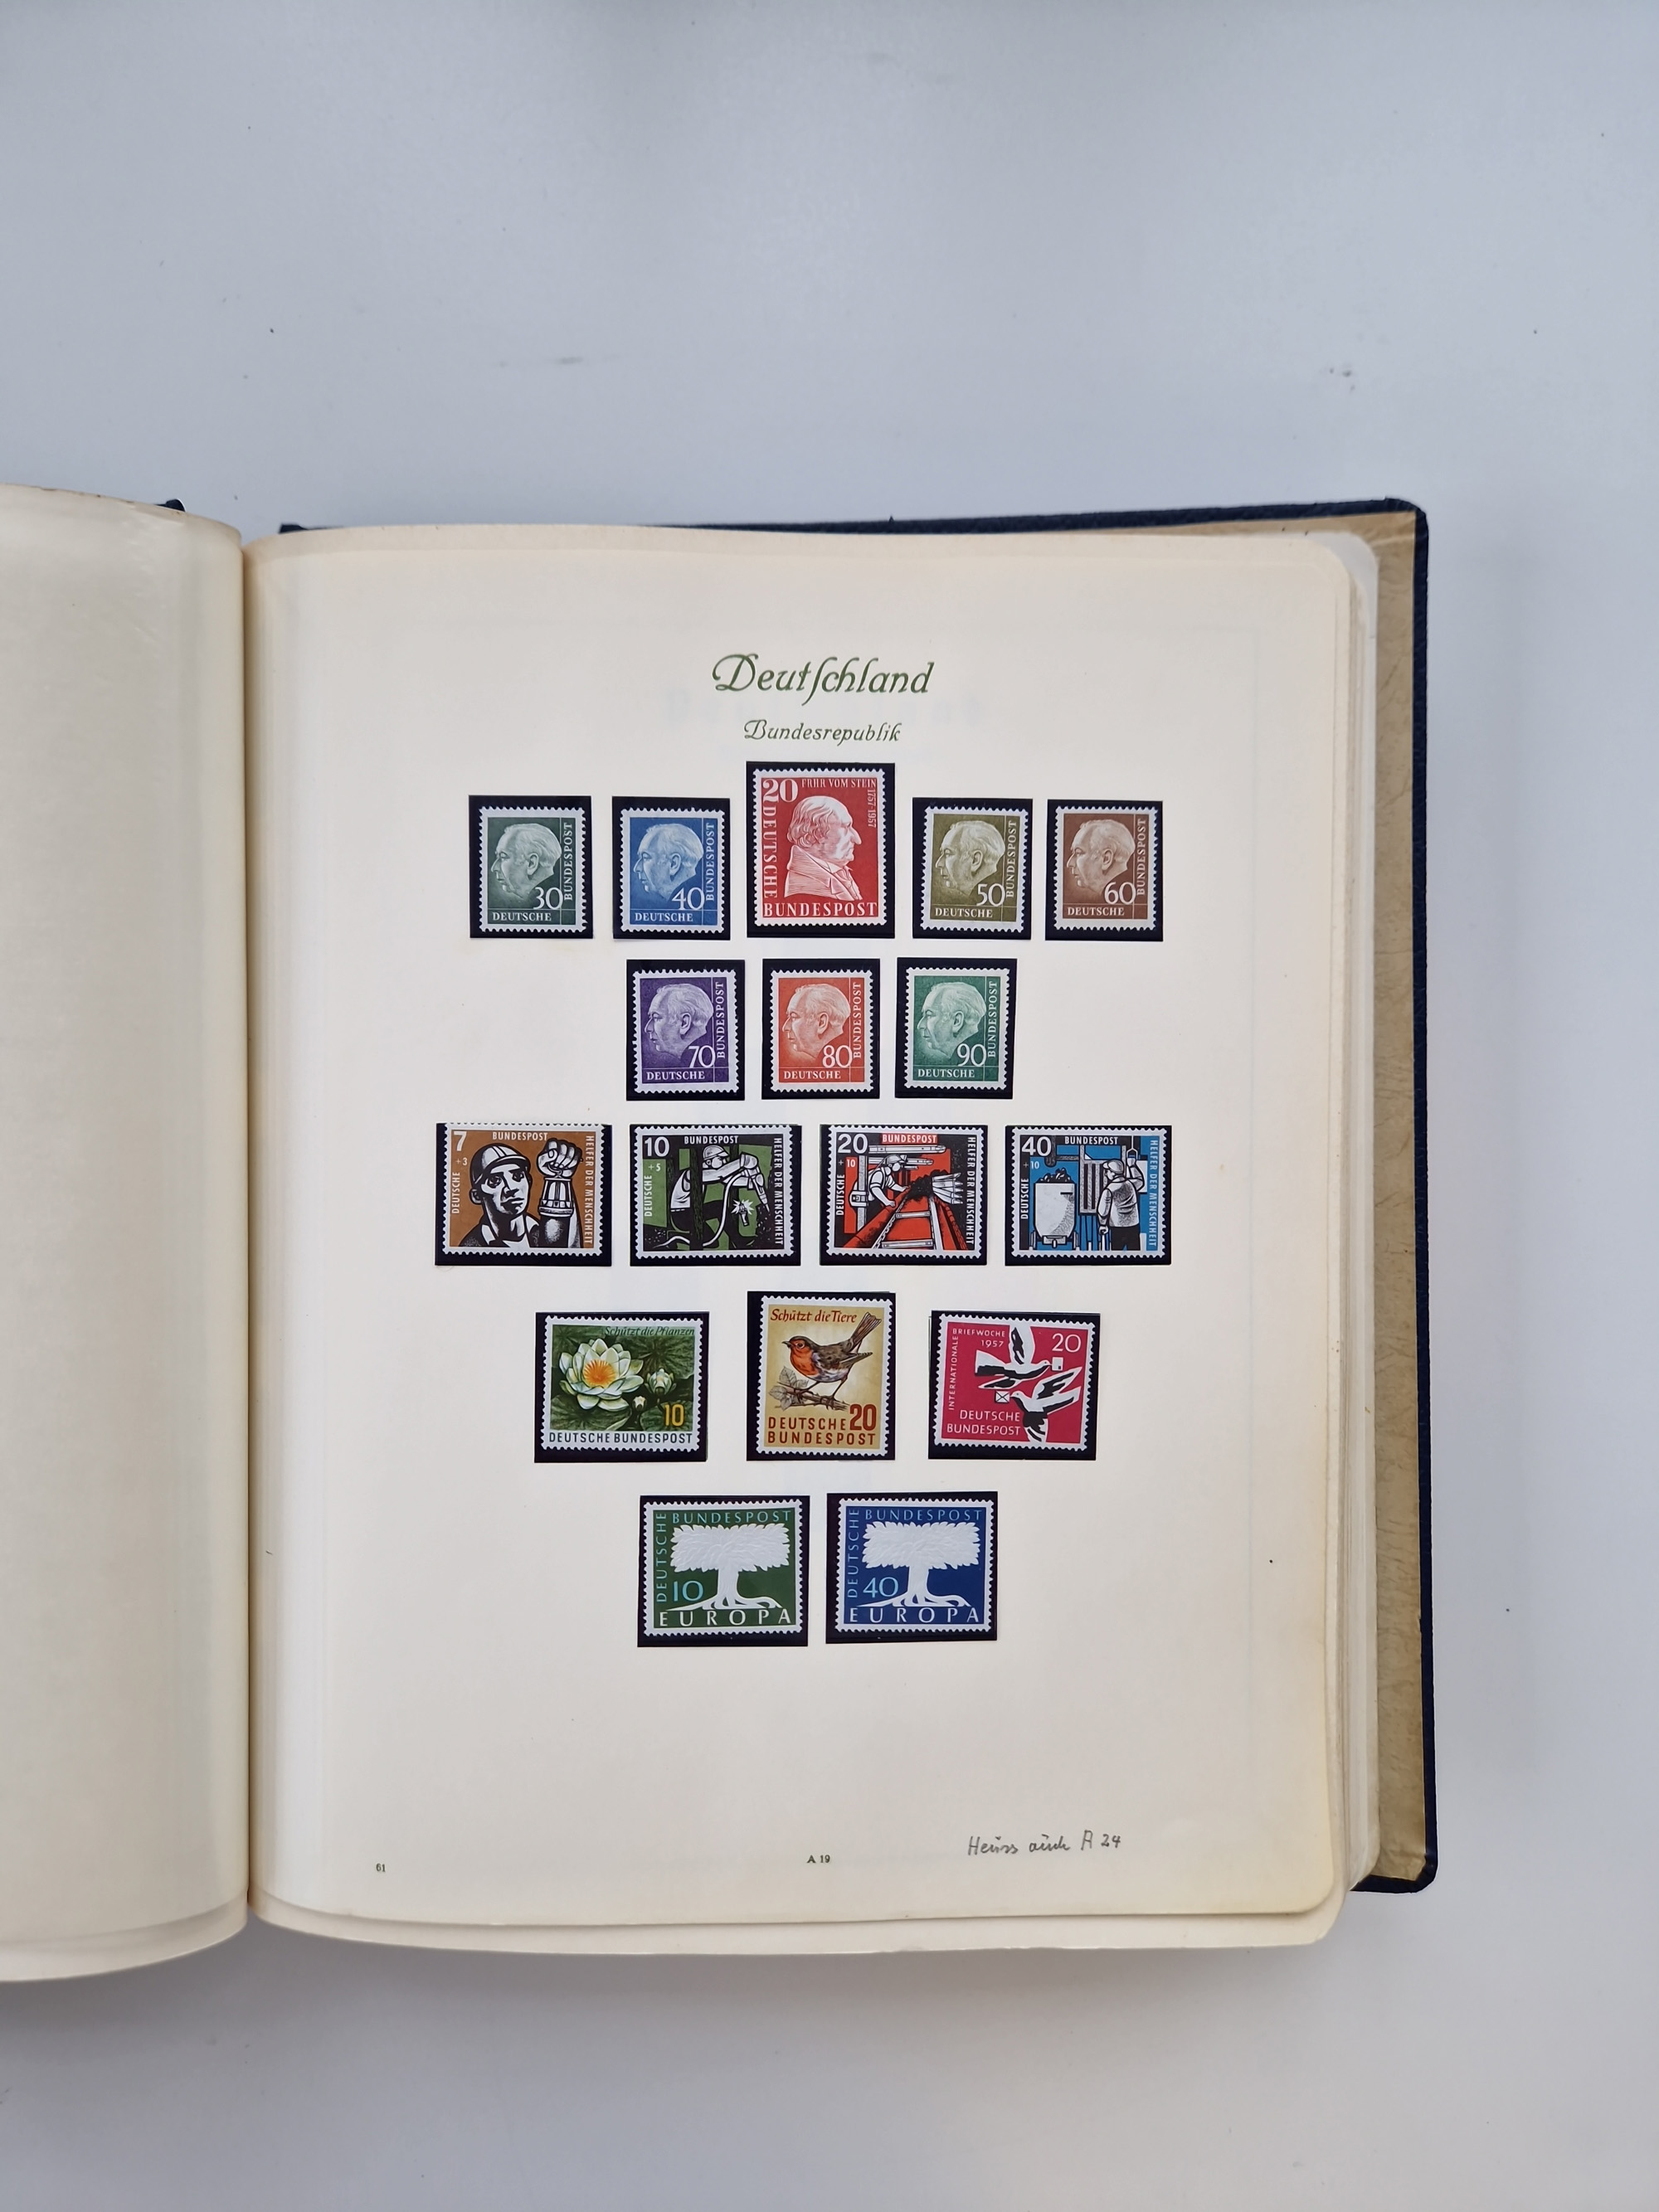 Deutschland
Bundesrepublik
30
BUNDESPOST
DEUTSCHE
40
BUNDESPOST
DEUTSCHE
20 FRHR VOM STEIN
1757-1957
DEUTSCHE
BUNDESPOST
50
BUNDESPOST
DEUTSCHE
60
BUNDESPOST
DEUTSCHE
70
BUNDESPOST
DEUTSCHE
80
BUNDESPOST
DEUTSCHE
90
BUNDESPOST
DEUTSCHE
7 BUNDESPOST
+3
DEUTSCHE
HELFER DER MENSCHHEIT
10 BUNDESPOST
+5
DEUTSCHE
HELFER DER MENSCHHEIT
20 BUNDESPOST
+10
DEUTSCHE
HELFER DER MENSCHHEIT
40 BUNDESPOST
+10
DEUTSCHE
HELFER DER MENSCHHEIT
Schützt die Pflanzen
10
DEUTSCHE BUNDESPOST
Schützt die Tiere
DEUTSCHE 20
BUNDESPOST
INTERNATIONALE
BRIEFWOCHE
1957
20
DEUTSCHE
BUNDESPOST
DEUTSCHE
BUNDESPOST
10
EUROPA
DEUTSCHE
BUNDESPOST
40
EUROPA
Heuss auch A 24
61
A 19